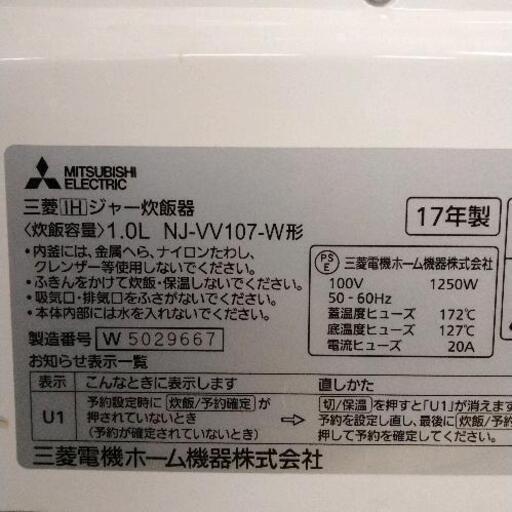 MITSUBISHI
ELECTRIC
三菱IHジャー炊飯器
〈炊飯容量〉1.0L NJ-VV107-W形
17年製
・内釜には、金属へら、ナイロンたわし、
クレンザー等使用しないでください。
・ふきんをかけて炊飯・保温しないでください。
・吸気口・排気口をふさがないでください。
・本体内部には水を入れないでください。
製造番号 W 5029667
PSE 三菱電機ホーム機器株式会社
100V 1250W
50-60Hz
蓋温度ヒューズ 172℃
底温度ヒューズ 127℃
電流ヒューズ 20A
お知らせ表示一覧
表示 こんなときに表示します 直しかた
U1
予約設定時に 炊飯/予約確定 が
押されていないとき
(予約が確定されていないとき)
⇨
切/保温 を押すと「U1」が消えます
予約を設定し直し、最後に 炊飯/予約
押して予約を確定してください。
三菱電機ホーム機器株式会社